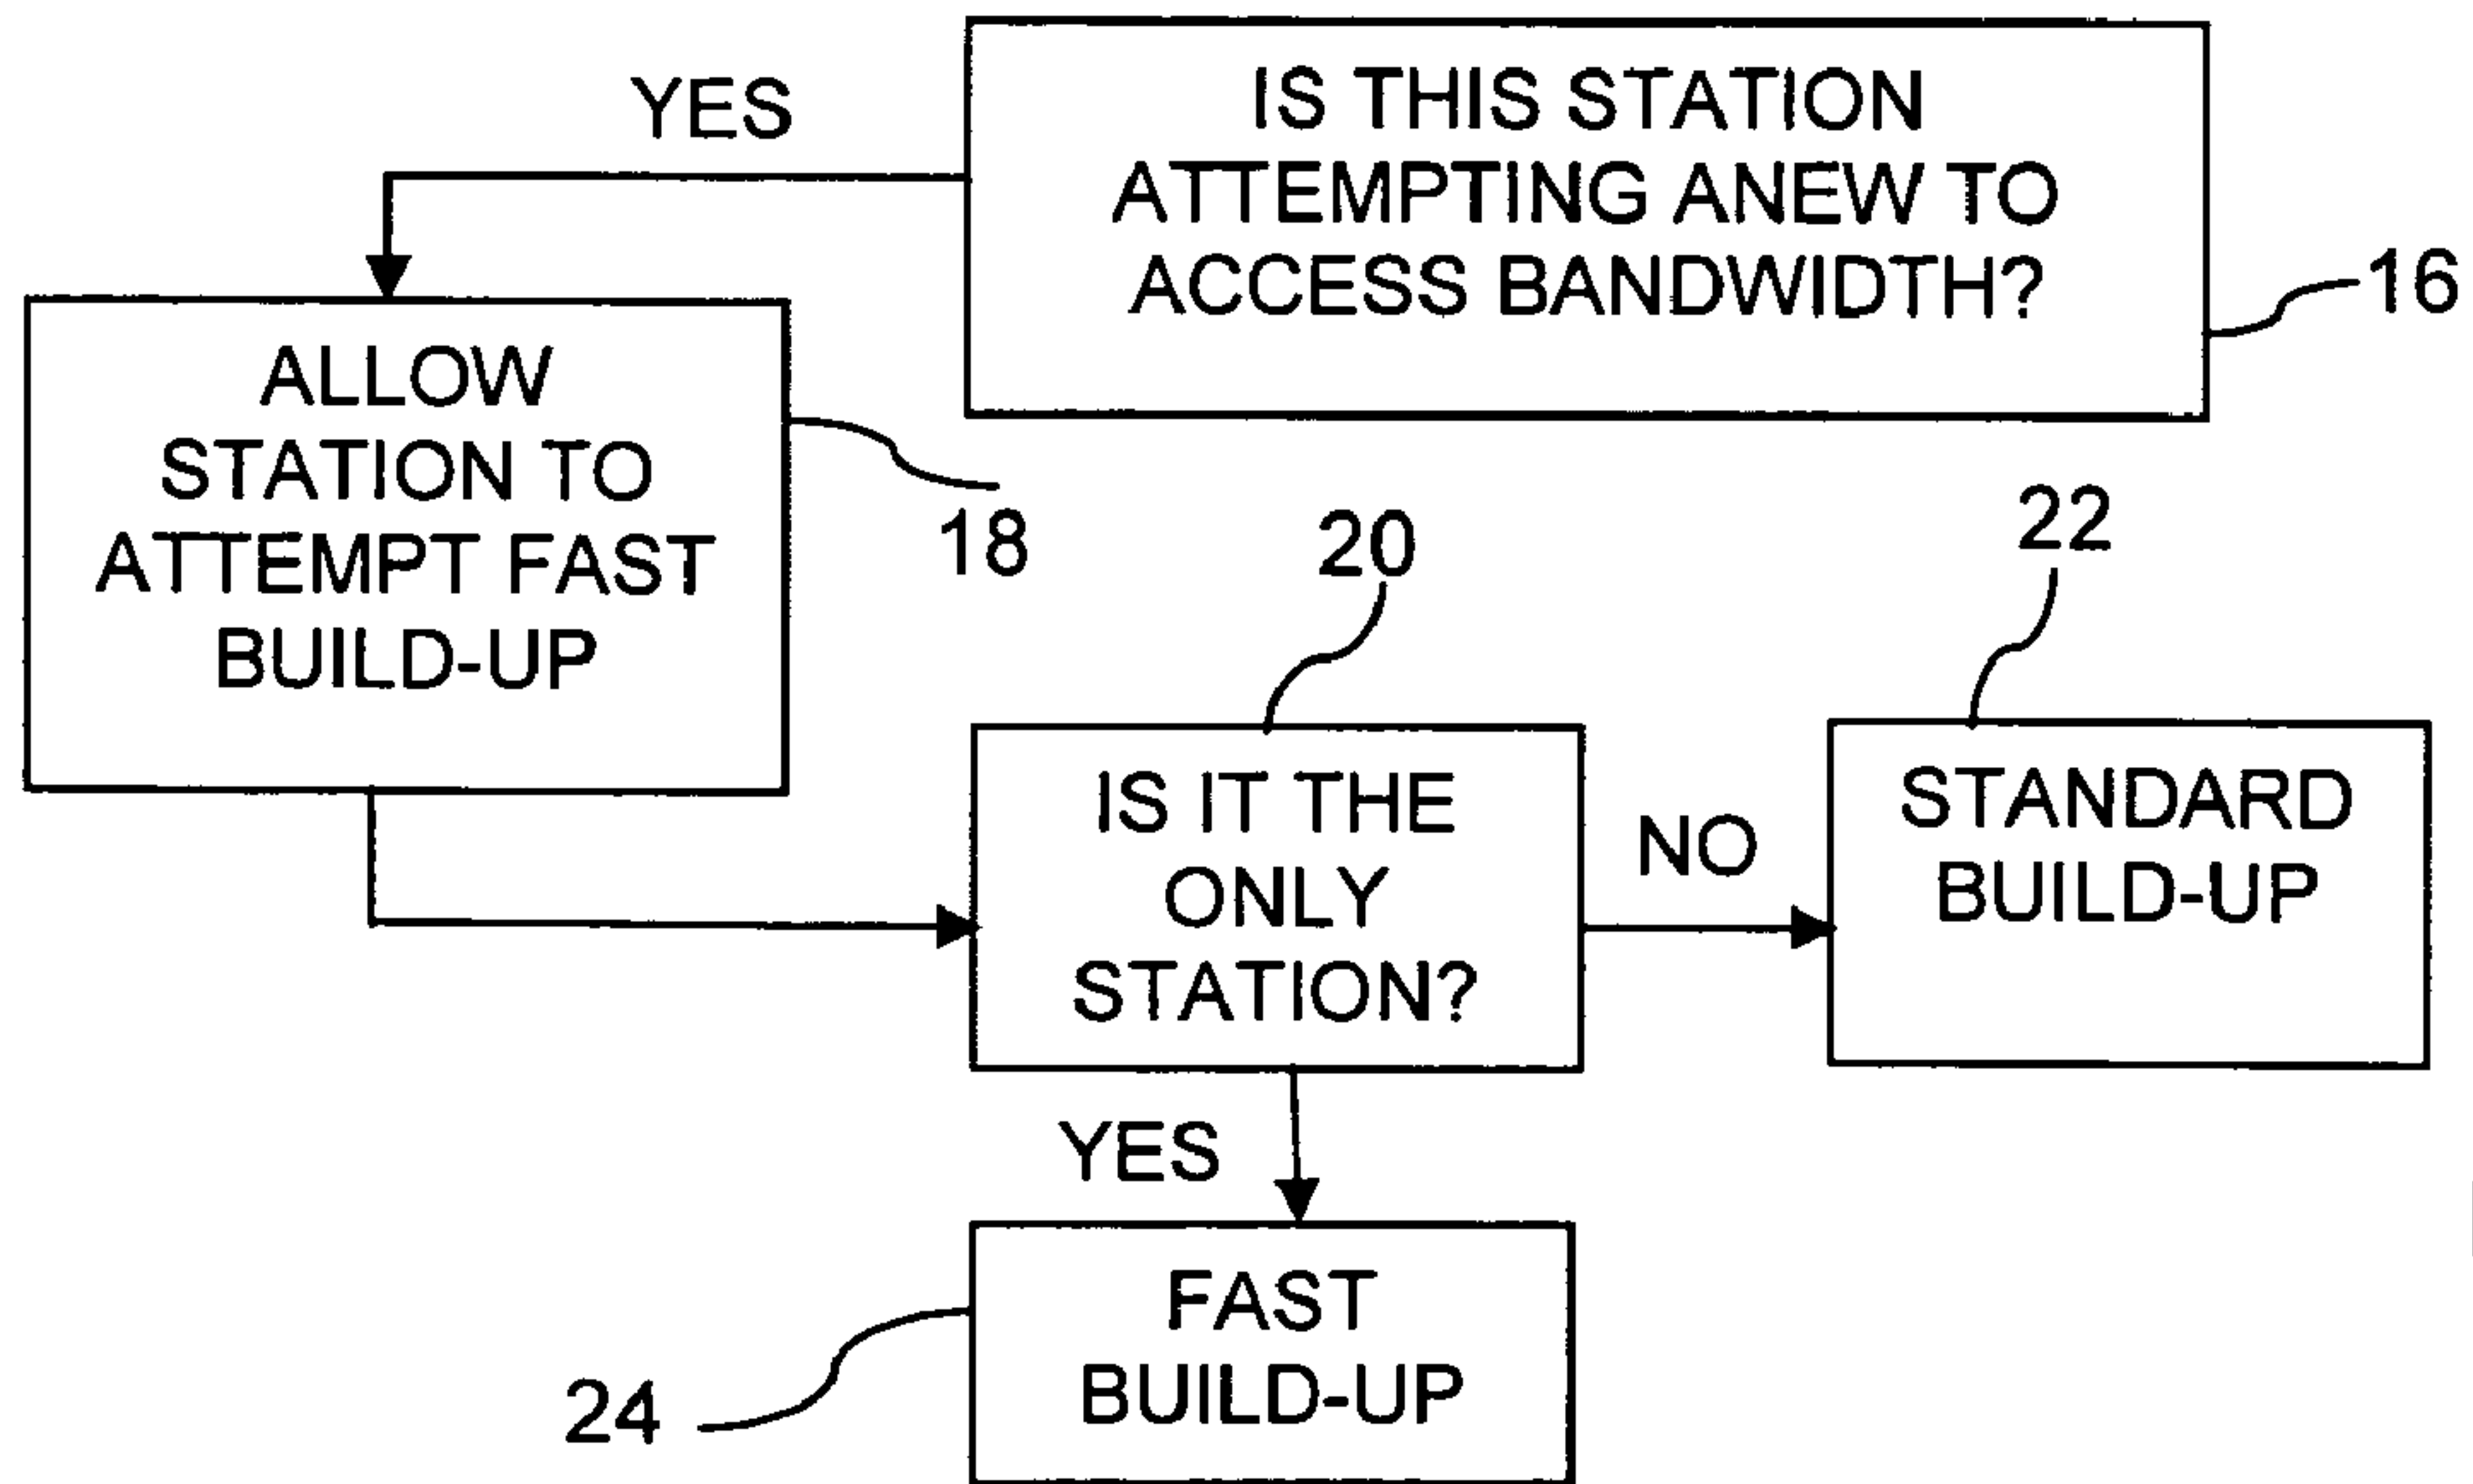 YES
IS THIS STATION
ATTEMPTING ANEW TO
ACCESS BANDWIDTH?
16
ALLOW
STATION TO
ATTEMPT FAST
BUILD-UP
18
20
22
IS IT THE
ONLY
STATION?
NO
STANDARD
BUILD-UP
YES
FAST
BUILD-UP
24